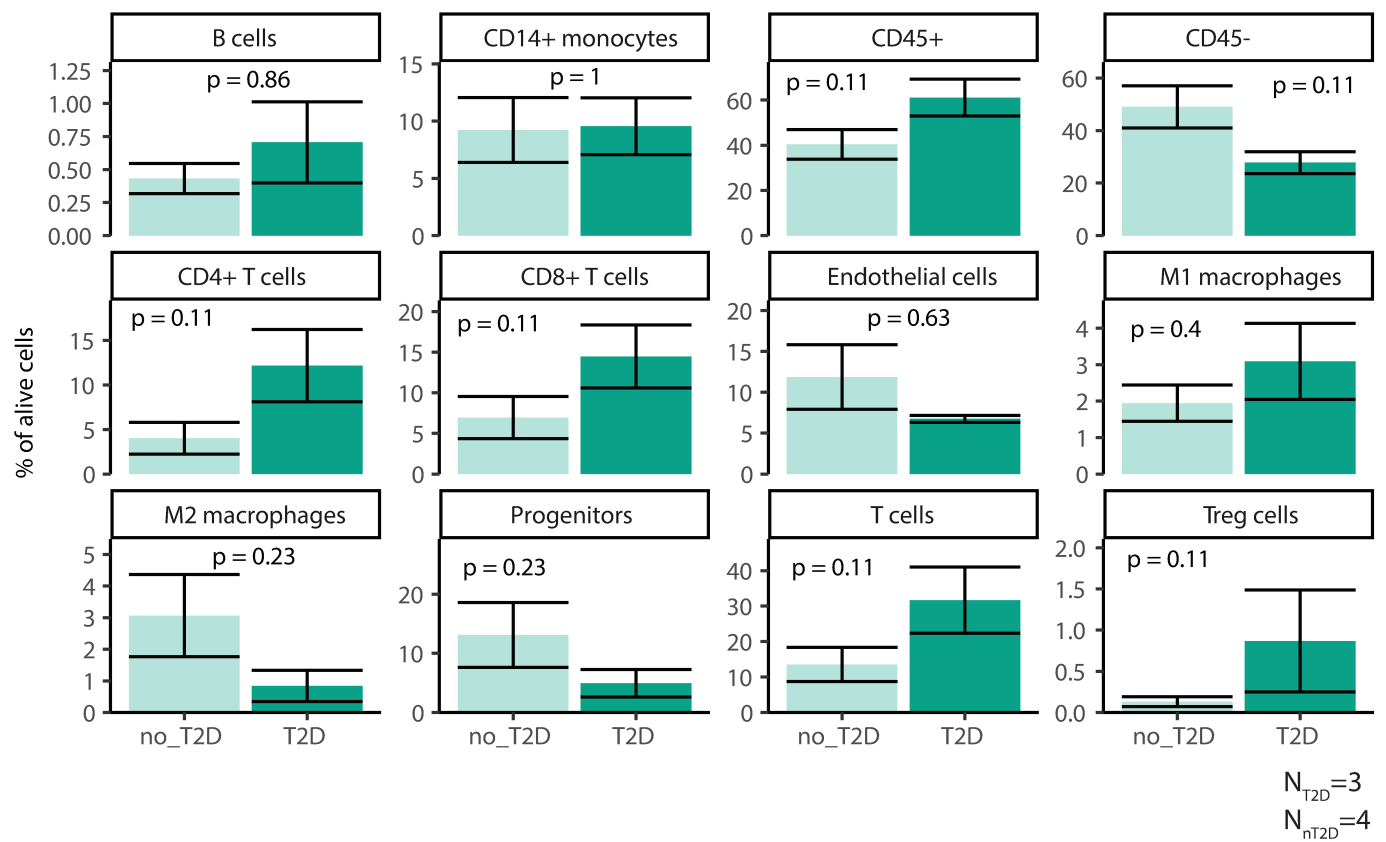 B cells
CD14+ monocytes
CD45+
CD45-
p = 0.86
p = 1
p = 0.11
p = 0.11
1.25
1.00
0.75
0.50
0.25
0.00
15
10
5
0
60
40
20
0
60
40
20
0
CD4+ T cells
CD8+ T cells
Endothelial cells
M1 macrophages
p = 0.11
p = 0.11
p = 0.63
p = 0.4
15
10
5
0
20
15
10
5
0
20
15
10
5
0
4
3
2
1
0
% of alive cells
M2 macrophages
Progenitors
T cells
Treg cells
p = 0.23
p = 0.23
p = 0.11
p = 0.11
5
4
3
2
1
0
20
10
0
40
30
20
10
0
2.0
1.5
1.0
0.5
0.0
no_T2D T2D
no_T2D T2D
no_T2D T2D
no_T2D T2D
NT2D=3
NnT2D=4